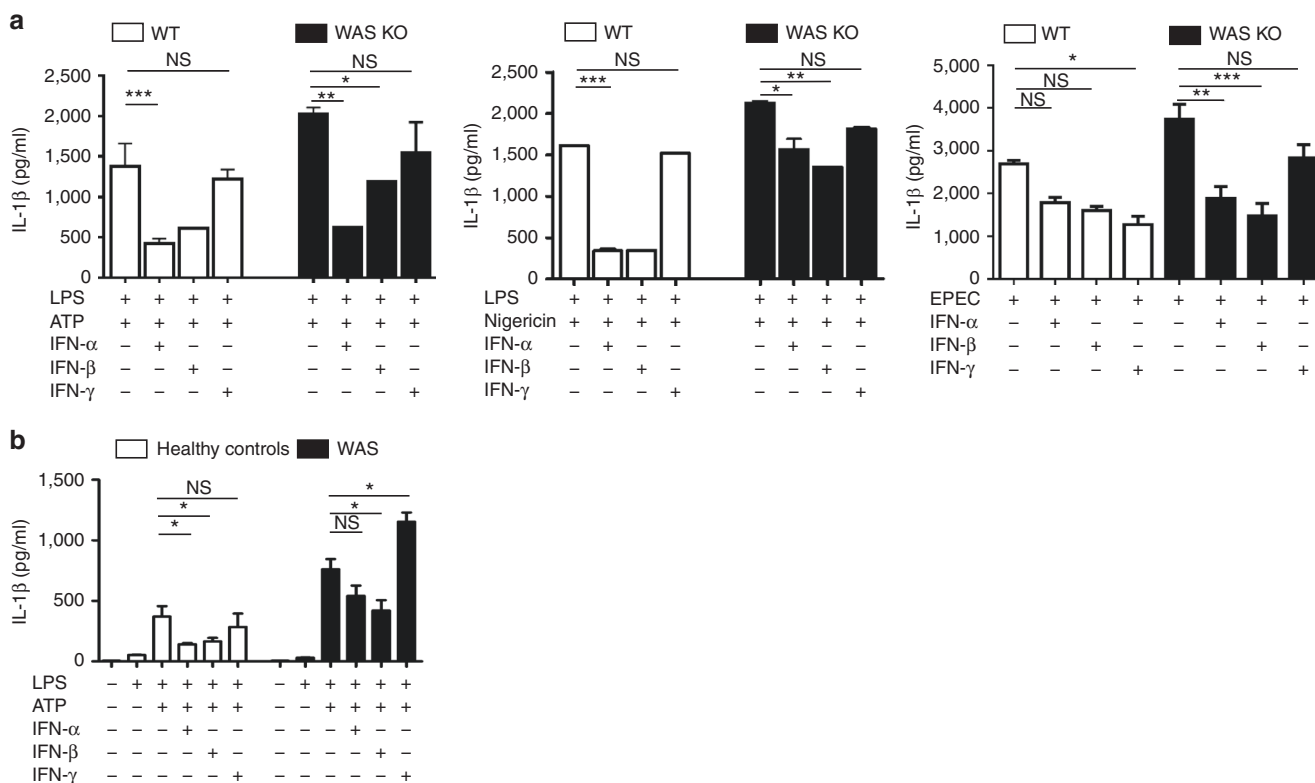 a
WT WAS KO
NS NS
*** ** *
2,500
2,000
1,500
1,000
500
0
IL-1β (pg/ml)
LPS + + + + + + + +
ATP + + + + + + + +
IFN-α – + – – – + – –
IFN-β – – + – – – + –
IFN-γ – – – + – – – +
WT WAS KO
NS NS
*** * **
2,500
2,000
1,500
1,000
500
0
IL-1β (pg/ml)
LPS + + + + + + + +
Nigericin + + + + + + + +
IFN-α – + – – – + – –
IFN-β – – + – – – + –
IFN-γ – – – + – – – +
WT WAS KO
* NS
NS ***
NS **
5,000
4,000
3,000
2,000
1,000
0
IL-1β (pg/ml)
EPEC + + + + + + + +
IFN-α – + – – – + – –
IFN-β – – + – – – + –
IFN-γ – – – + – – – +
b
Healthy controls WAS
NS *
* *
* NS
1,500
1,000
500
0
IL-1β (pg/ml)
LPS – + + + + + – + + + + +
ATP – – + + + + – – + + + +
IFN-α – – – + – – – – – + – –
IFN-β – – – – + – – – – – + –
IFN-γ – – – – – + – – – – – +